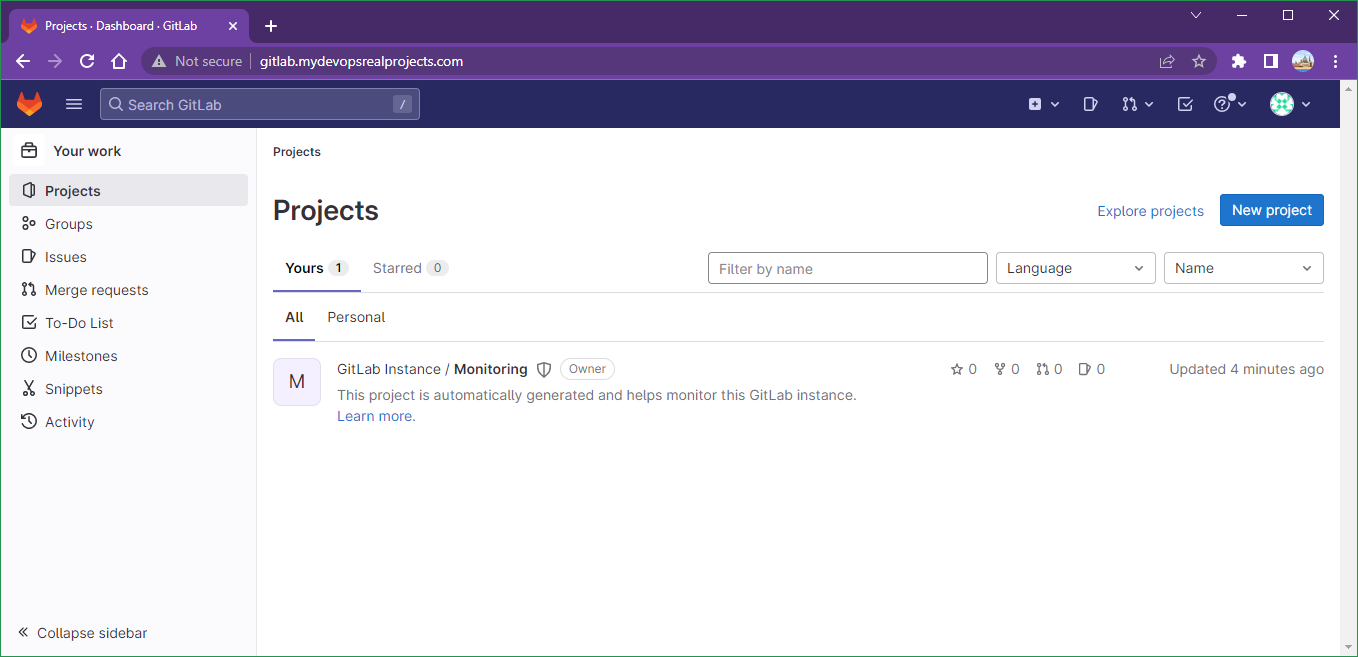 Projects · Dashboard · GitLab
Not secure gitlab.mydevopsrealprojects.com
Search GitLab /
Your work
Projects
Groups
Issues
Merge requests
To-Do List
Milestones
Snippets
Activity
Collapse sidebar
Projects
Projects
Explore projects New project
Yours 1 Starred 0 Filter by name Language Name
All Personal
M
GitLab Instance / Monitoring Owner 0 0 0 0 Updated 4 minutes ago
This project is automatically generated and helps monitor this GitLab instance.
Learn more.